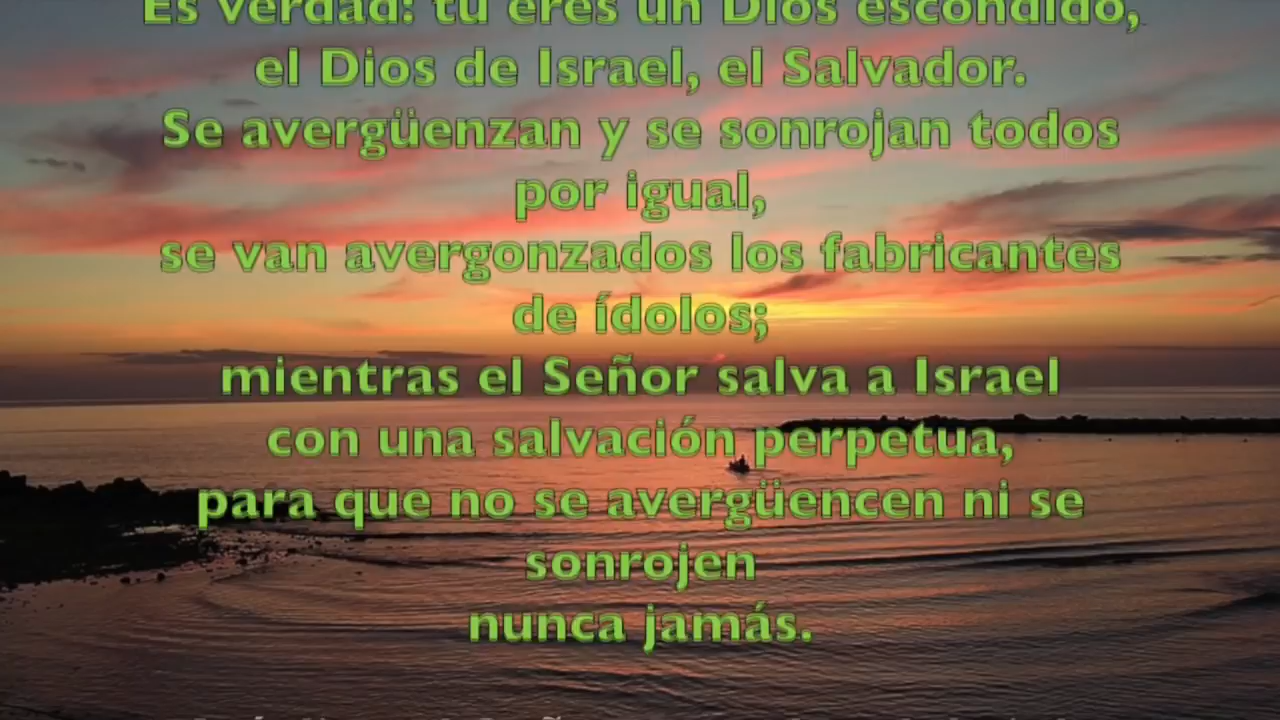 Es verdad: tú eres un Dios escondido,
el Dios de Israel, el Salvador.
Se avergüenzan y se sonrojan todos
por igual,
se van avergonzados los fabricantes
de ídolos;
mientras el Señor salva a Israel
con una salvación perpetua,
para que no se avergüencen ni se
sonrojen
nunca jamás.